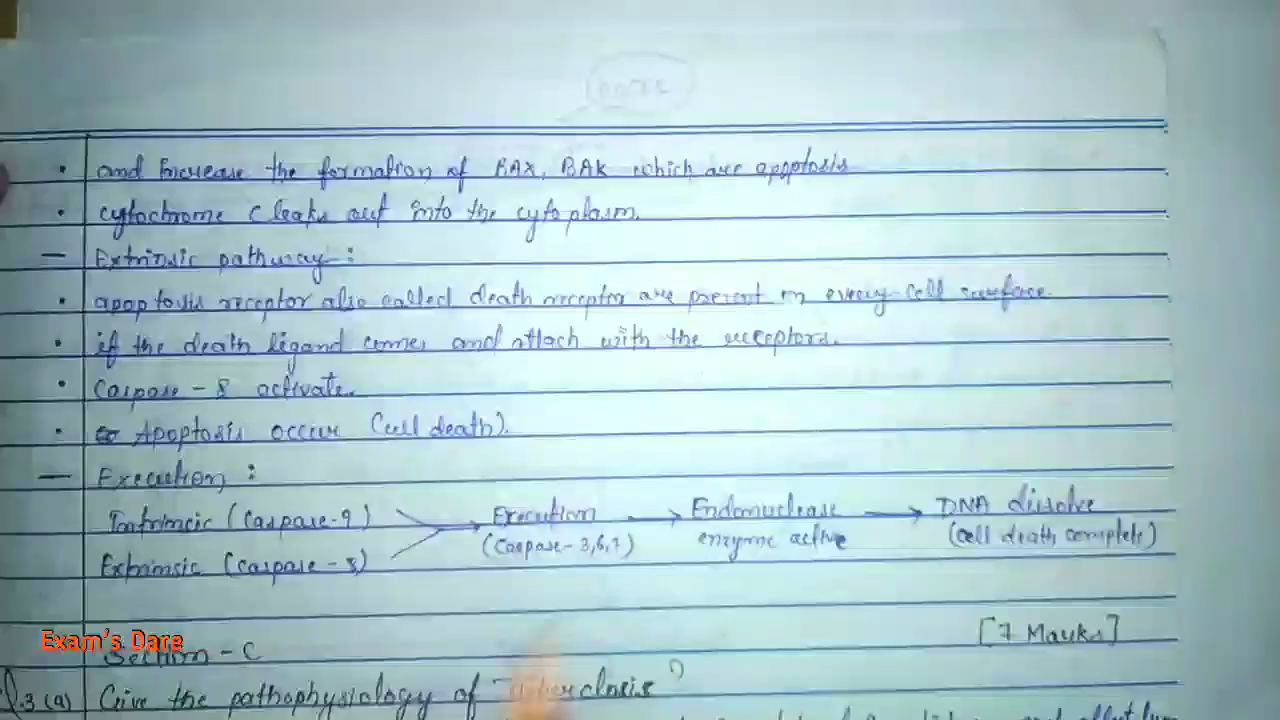 • and Increase the formation of BAX, BAK which are apoptosis
• cytochrome C leaks out into the cytoplasm.
— Extrinsic pathway :
• apoptosis receptor also called death receptor are present on every cell surface
• if the death ligand comes and attach with the receptors.
• Caspase - 8 activate.
• Apoptosis occur (cell death).
— Execution :
Intrinsic (Caspase-9)
Extrinsic (caspase - 8)
→ Execution → Endonuclease → DNA dissolve
(Caspase-3,6,7) enzyme active (cell death complete)
[7 Marks]
Exam's Dare
Section - C
Q.3 (a) Give the pathophysiology of Tuberclosis ?